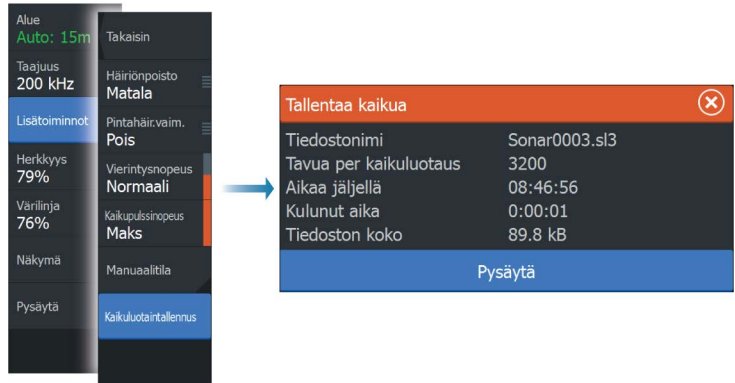 Alue
Auto: 15m
Taajuus
200 kHz
Lisätoiminnot
Herkkyys
79%
Värilinja
76%
Näkymä
Pysäytä
Takaisin
Häiriönpoisto
Matala
Pintahäir.vaim.
Pois
Vierintysnopeus
Normaali
Kaikupulssinopeus
Maks
Manuaalitila
Kaikuluotaintallennus
Tallentaa kaikua
Tiedostonimi Sonar0003.sl3
Tavua per kaikuluotaus 3200
Aikaa jäljellä 08:46:56
Kulunut aika 0:00:01
Tiedoston koko 89.8 kB
Pysäytä